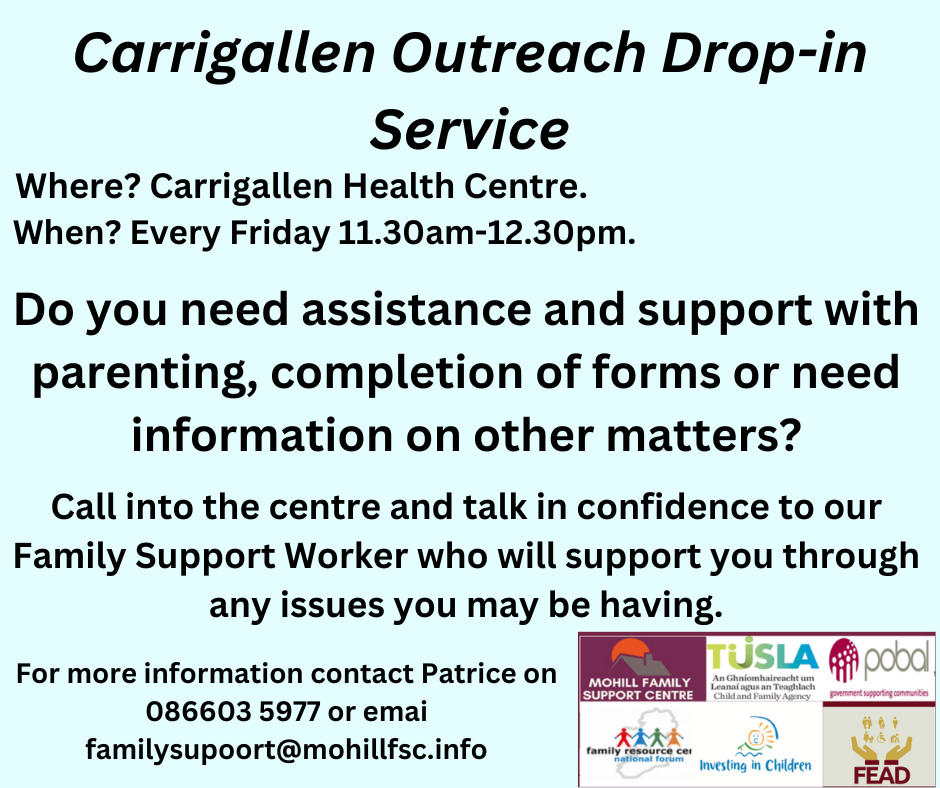 Carrigallen Outreach Drop-in
Service
Where? Carrigallen Health Centre.
When? Every Friday 11.30am-12.30pm.
Do you need assistance and support with
parenting, completion of forms or need
information on other matters?
Call into the centre and talk in confidence to our
Family Support Worker who will support you through
any issues you may be having.
For more information contact Patrice on
086603 5977 or emai
familysupoort@mohillfsc.info
MOHILL FAMILY
SUPPORT CENTRE
TUSLA
An Ghníomhaireacht um
Leanaí agus an Teaghlach
Child and Family Agency
pobal
government supporting communities
family resource cer
national forum
Investing in Children
FEAD